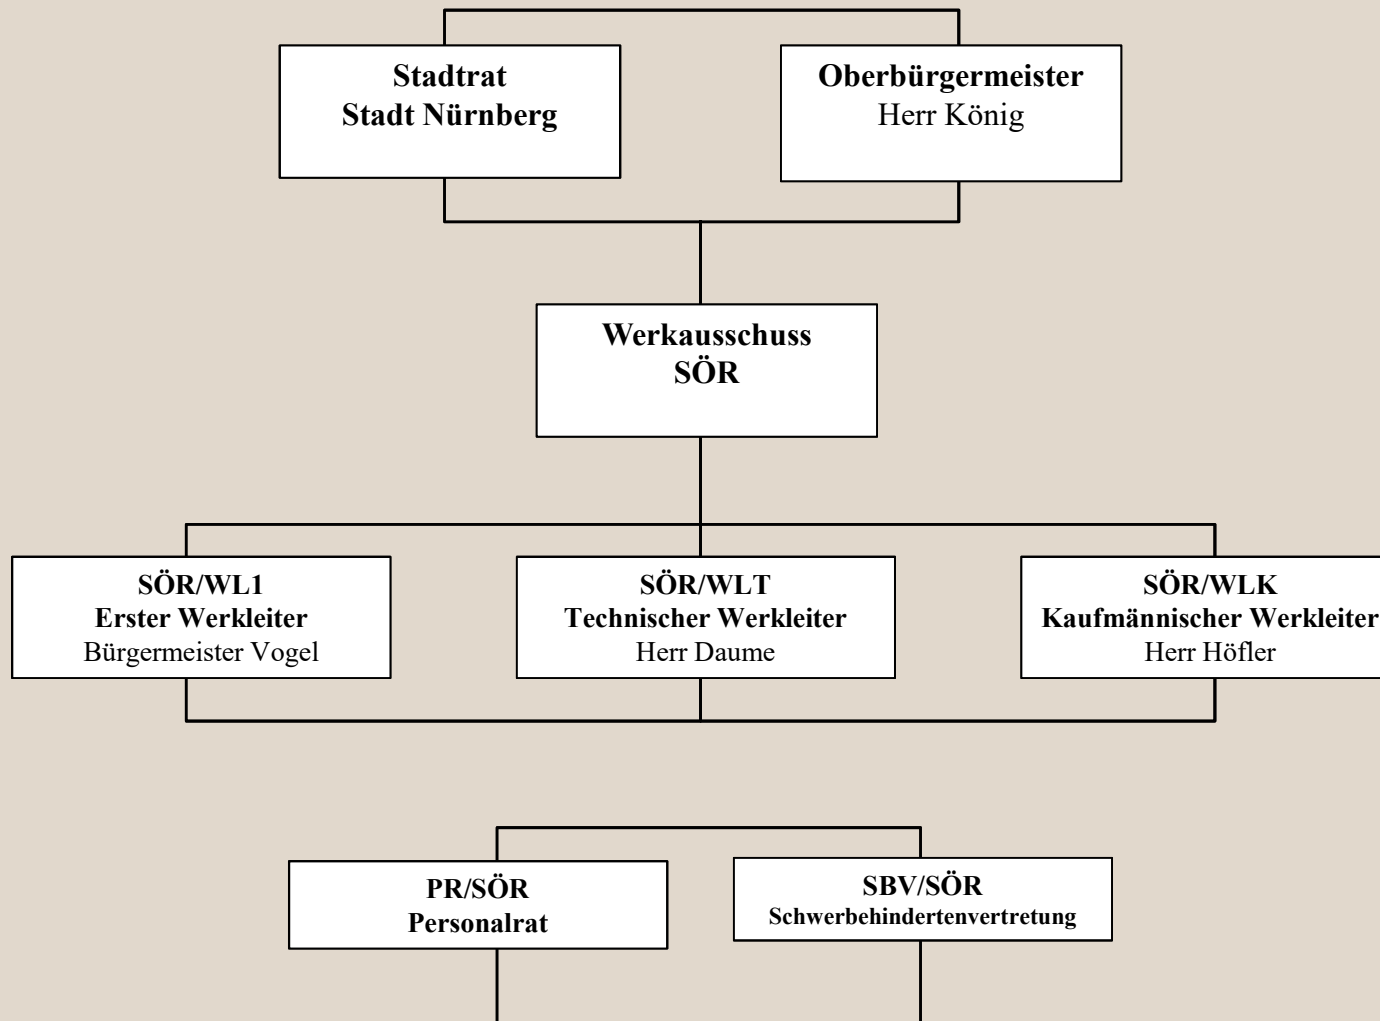 Stadtrat
Stadt Nürnberg
Oberbürgermeister
Herr König
Werkausschuss
SÖR
SÖR/WL1
Erster Werkleiter
Bürgermeister Vogel
SÖR/WLT
Technischer Werkleiter
Herr Daume
SÖR/WLK
Kaufmännischer Werkleiter
Herr Höfler
PR/SÖR
Personalrat
SBV/SÖR
Schwerbehindertenvertretung